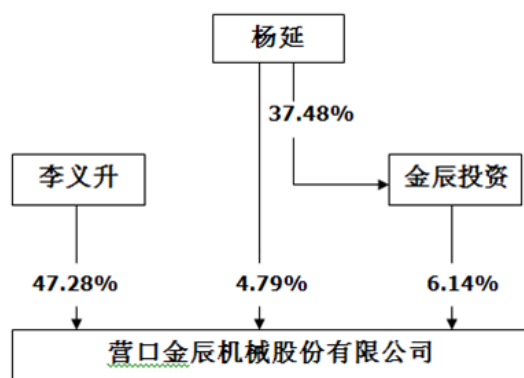 杨延
37.48%
李义升
金辰投资
47.28%
4.79%
6.14%
营口金辰机械股份有限公司